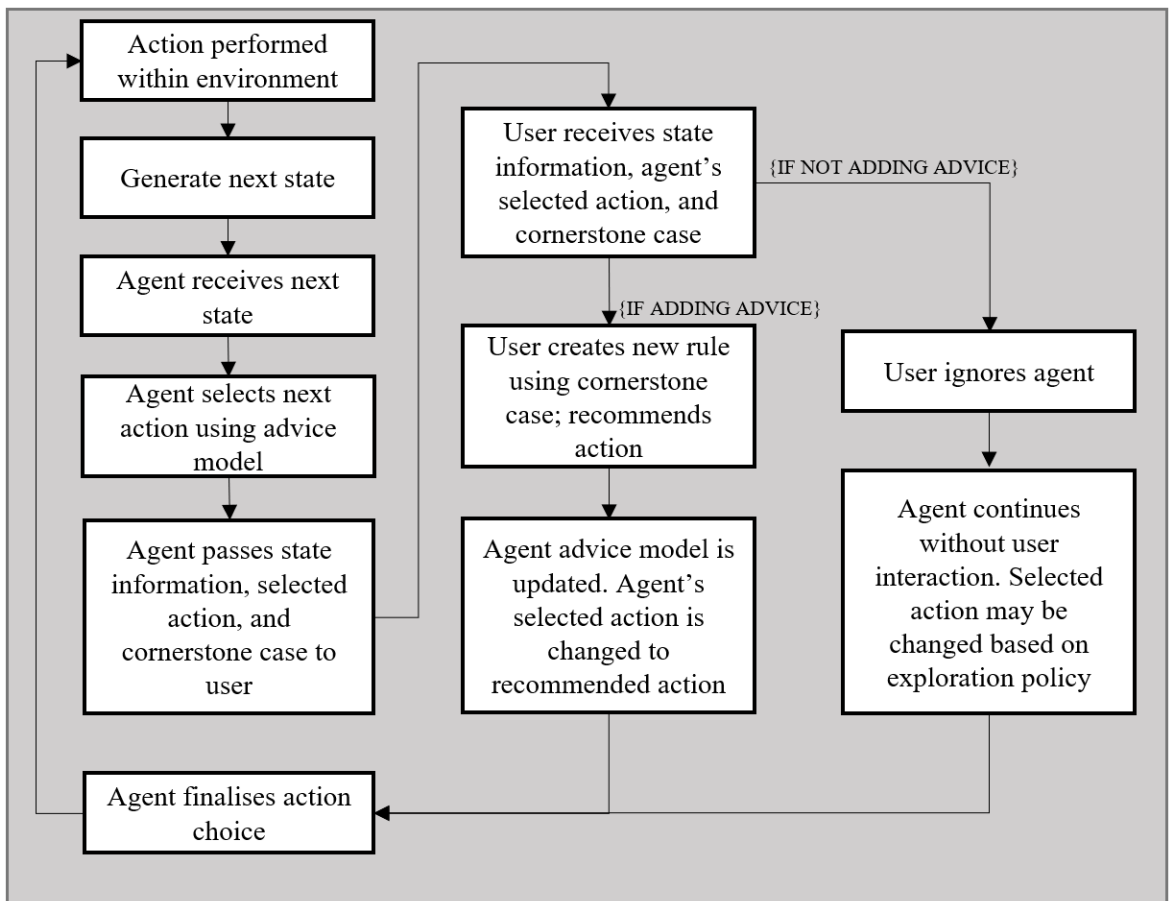 Action performed
within environment
Generate next state
Agent receives next
state
Agent selects next
action using advice
model
Agent passes state
information, selected
action, and
cornerstone case to
user
User receives state
information, agent's
selected action, and
cornerstone case
{IF NOT ADDING ADVICE}
{IF ADDING ADVICE}
User creates new rule
using cornerstone
case; recommends
action
Agent advice model is
updated. Agent's
selected action is
changed to
recommended action
User ignores agent
Agent continues
without user
interaction. Selected
action may be
changed based on
exploration policy
Agent finalises action
choice